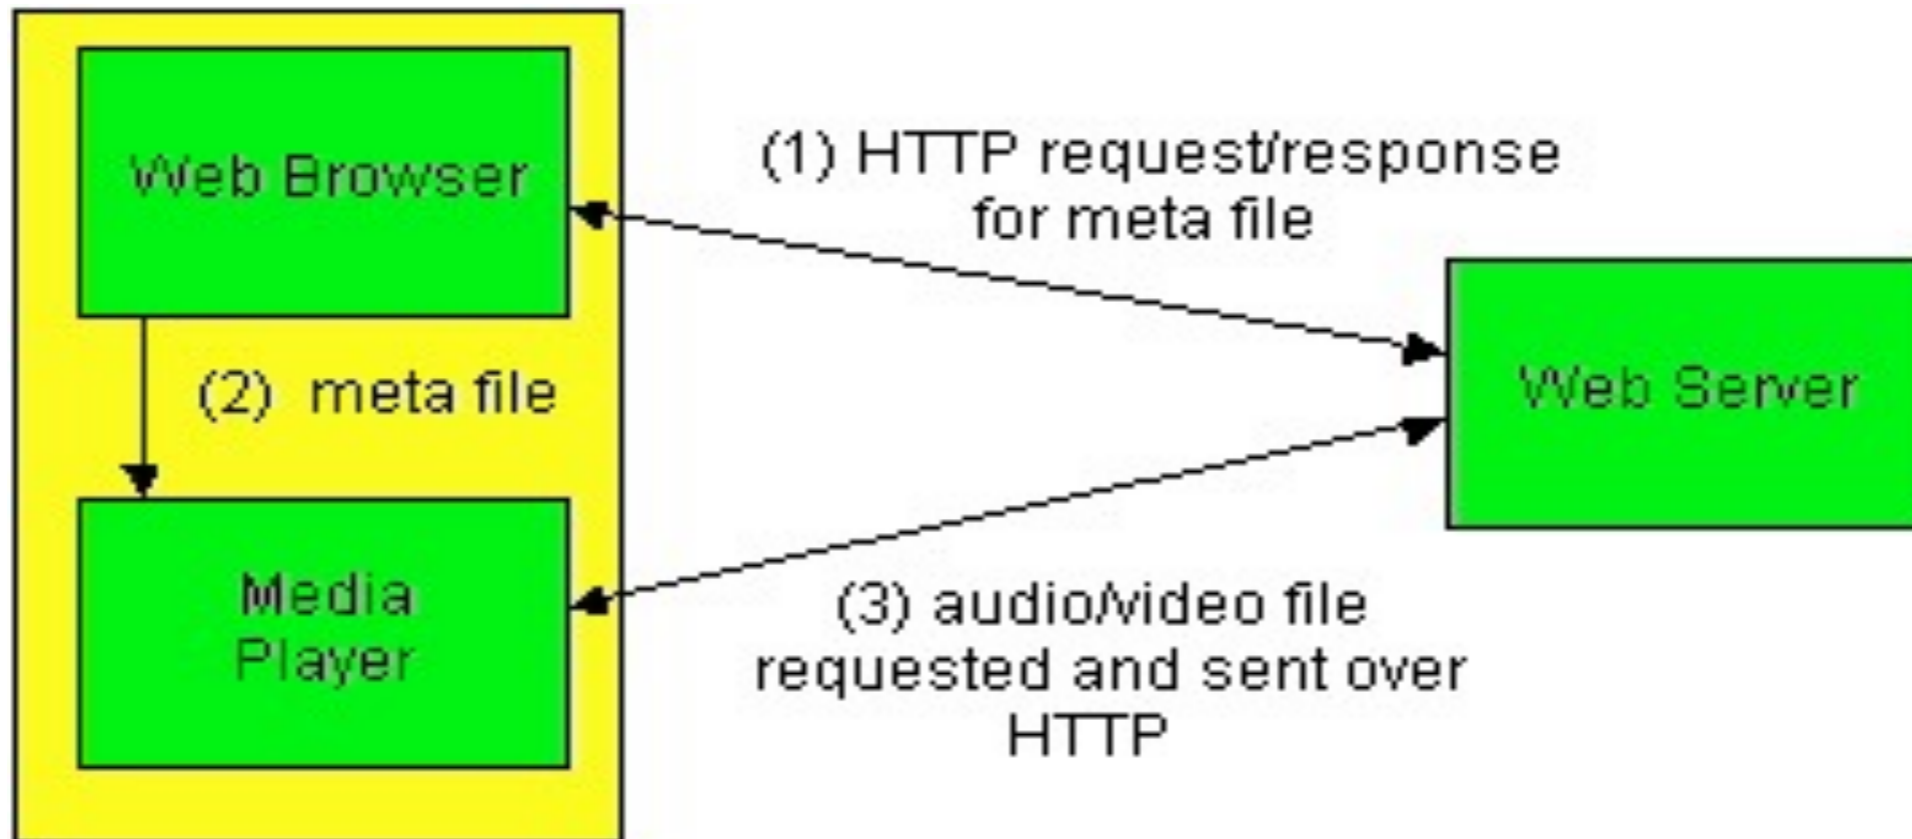 Web Browser
(1) HTTP request/response
for meta file
(2) meta file
Web Server
Media
Player
(3) audio/video file
requested and sent over
HTTP